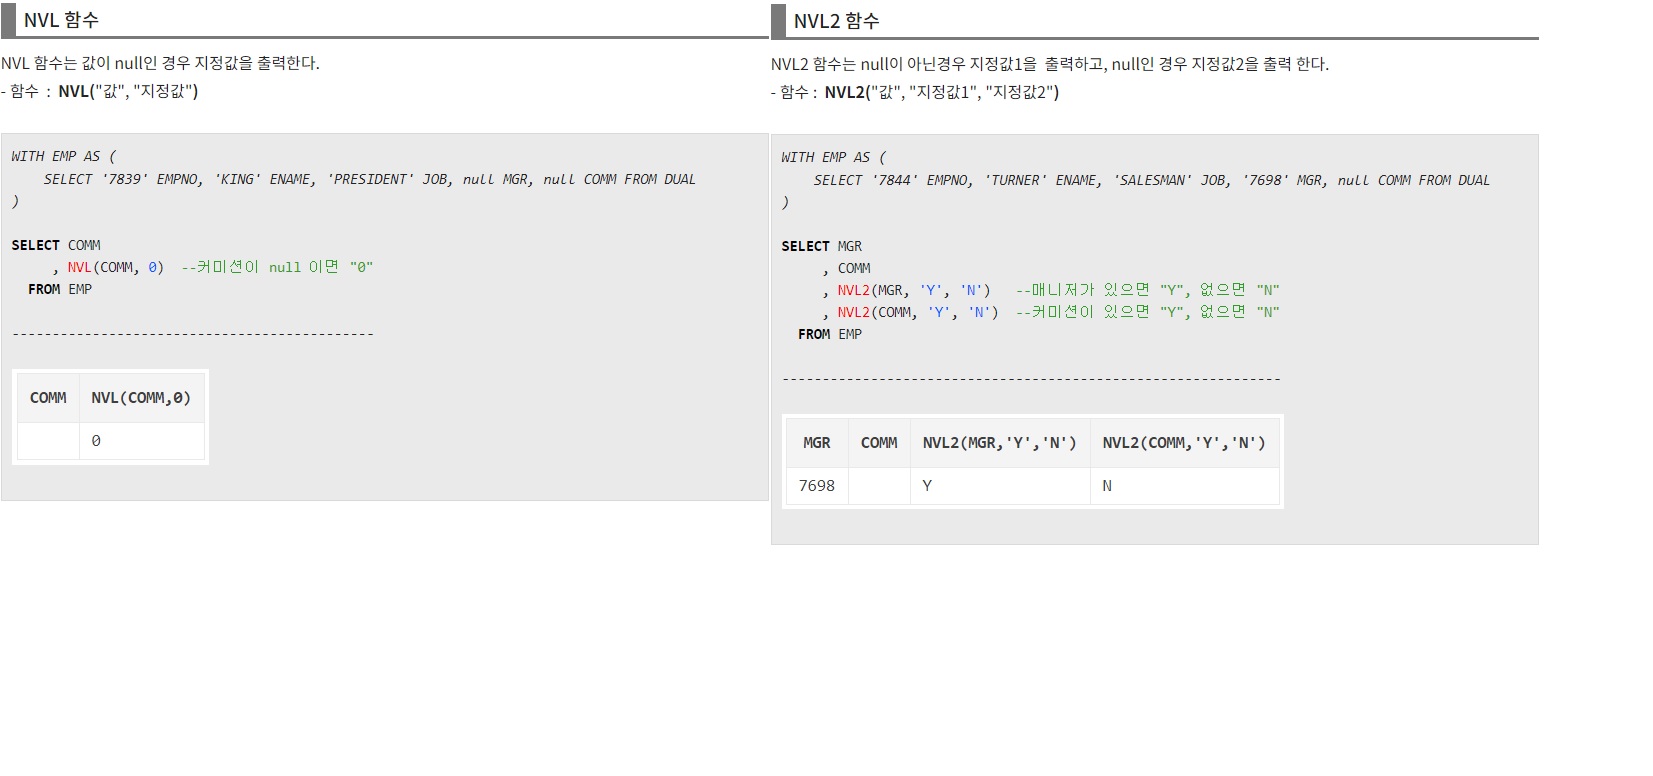 NVL 함수
NVL 함수는 값이 null인 경우 지정값을 출력한다.
- 함수 : NVL("값", "지정값")
WITH EMP AS (
SELECT '7839' EMPNO, 'KING' ENAME, 'PRESIDENT' JOB, null MGR, null COMM FROM DUAL
)
SELECT COMM
, NVL(COMM, 0) --커미션이 null 이면 "0"
FROM EMP
---------------------------------------------
COMM NVL(COMM,0)
0
NVL2 함수
NVL2 함수는 null이 아닌경우 지정값1을 출력하고, null인 경우 지정값2을 출력 한다.
- 함수 : NVL2("값", "지정값1", "지정값2")
WITH EMP AS (
SELECT '7844' EMPNO, 'TURNER' ENAME, 'SALESMAN' JOB, '7698' MGR, null COMM FROM DUAL
)
SELECT MGR
, COMM
, NVL2(MGR, 'Y', 'N') --매니저가 있으면 "Y", 없으면 "N"
, NVL2(COMM, 'Y', 'N') --커미션이 있으면 "Y", 없으면 "N"
FROM EMP
--------------------------------------------------------------
MGR COMM NVL2(MGR,'Y','N') NVL2(COMM,'Y','N')
7698 Y N